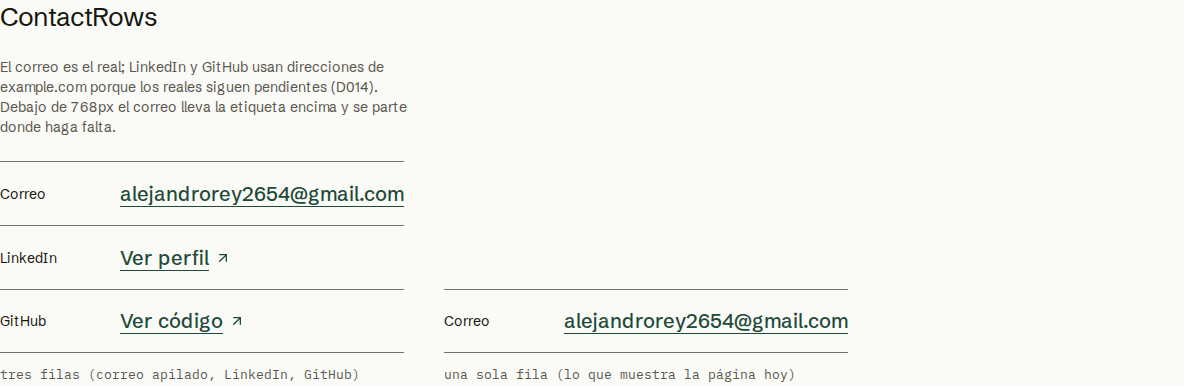 ContactRows
El correo es el real; LinkedIn y GitHub usan direcciones de
example.com porque los reales siguen pendientes (D014).
Debajo de 768px el correo lleva la etiqueta encima y se parte
donde haga falta.
Correo alejandrorey2654@gmail.com
LinkedIn Ver perfil ↗
GitHub Ver código ↗
tres filas (correo apilado, LinkedIn, GitHub)
Correo alejandrorey2654@gmail.com
una sola fila (lo que muestra la página hoy)